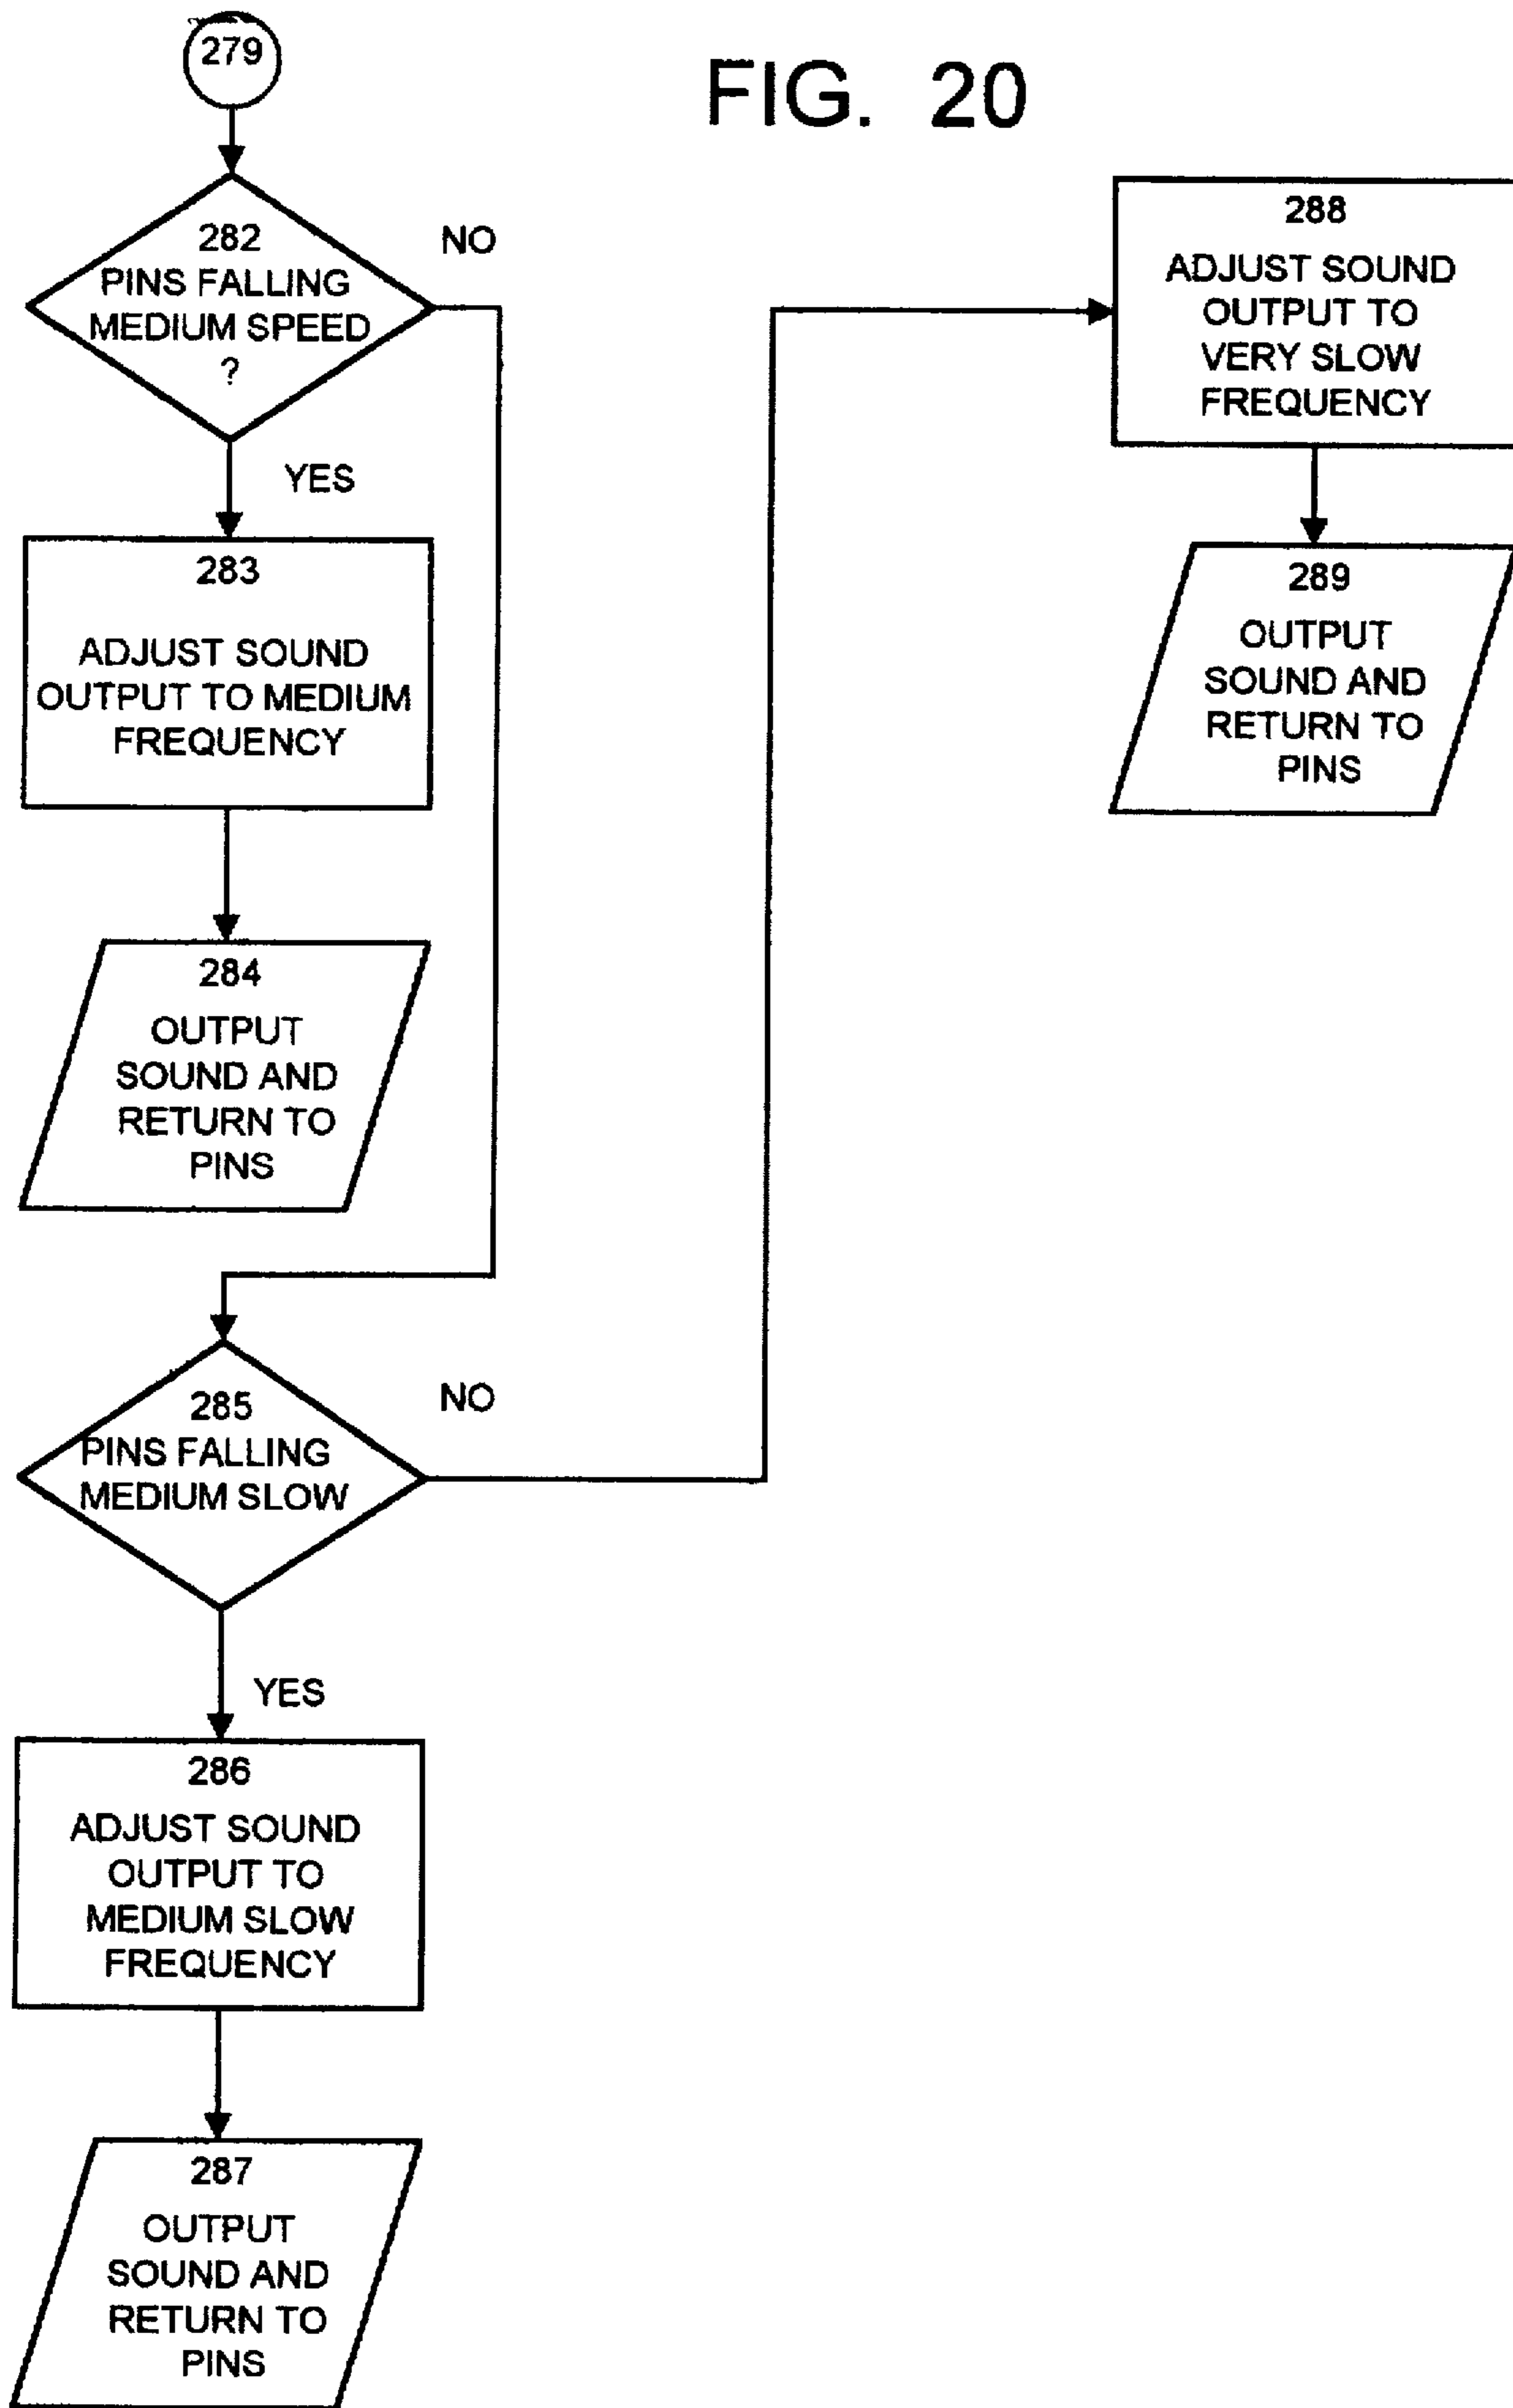 279
FIG. 20
282
PINS FALLING
MEDIUM SPEED
?
NO
YES
283
ADJUST SOUND
OUTPUT TO MEDIUM
FREQUENCY
284
OUTPUT
SOUND AND
RETURN TO
PINS
285
PINS FALLING
MEDIUM SLOW
NO
YES
286
ADJUST SOUND
OUTPUT TO
MEDIUM SLOW
FREQUENCY
287
OUTPUT
SOUND AND
RETURN TO
PINS
288
ADJUST SOUND
OUTPUT TO
VERY SLOW
FREQUENCY
289
OUTPUT
SOUND AND
RETURN TO
PINS